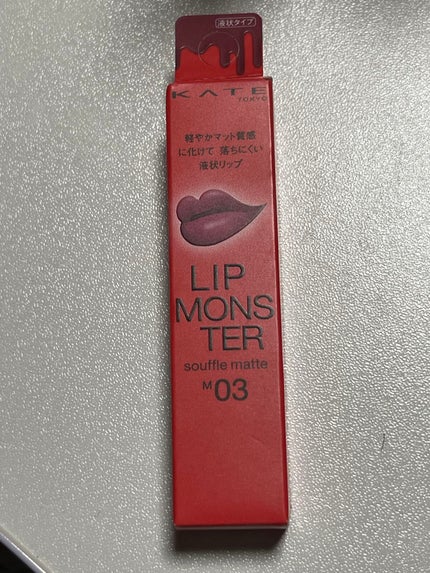 液状タイプ
KATE
TOKYO
軽やかマット質感
に化けて 落ちにくい
液状リップ
LIP
MONS
TER
souffle matte
M03